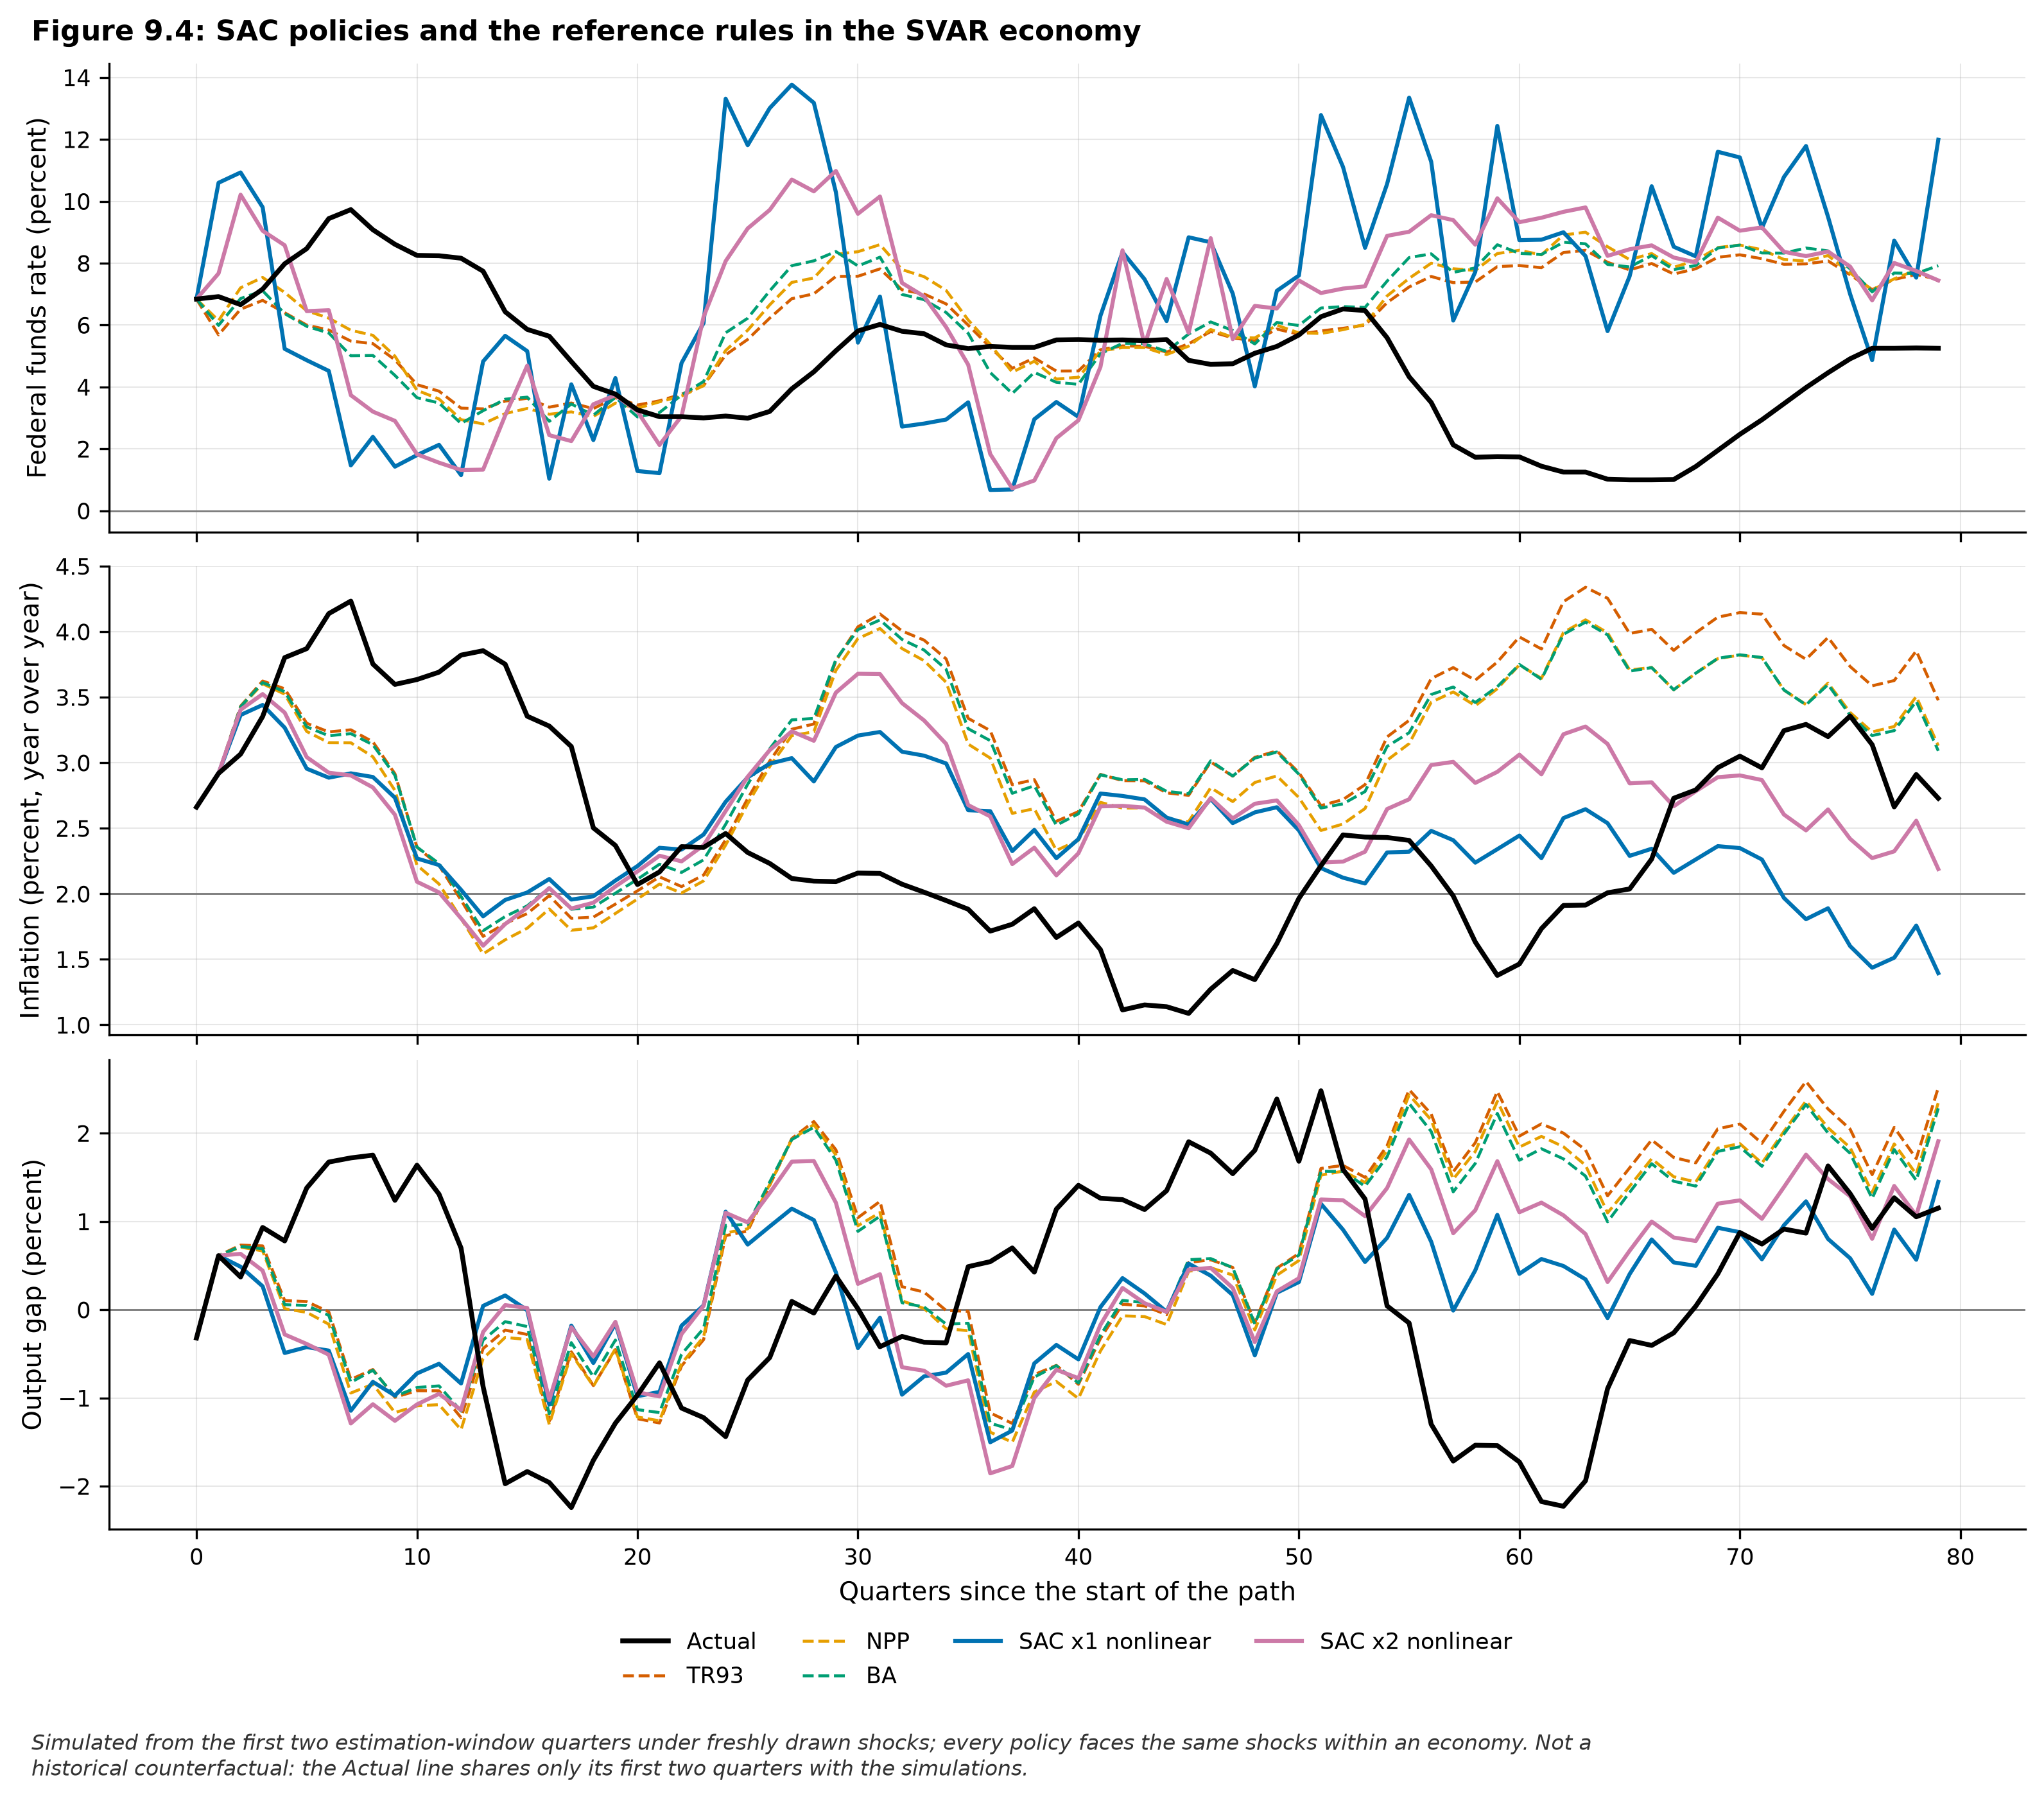 Figure 9.4: SAC policies and the reference rules in the SVAR economy
Federal funds rate (percent)
14
12
10
8
6
4
2
0
Inflation (percent, year over year)
4.5
4.0
3.5
3.0
2.5
2.0
1.5
1.0
Output gap (percent)
2
1
0
−1
−2
0 10 20 30 40 50 60 70 80
Quarters since the start of the path
Actual NPP SAC x1 nonlinear SAC x2 nonlinear
TR93 BA
Simulated from the first two estimation-window quarters under freshly drawn shocks; every policy faces the same shocks within an economy. Not a
historical counterfactual: the Actual line shares only its first two quarters with the simulations.